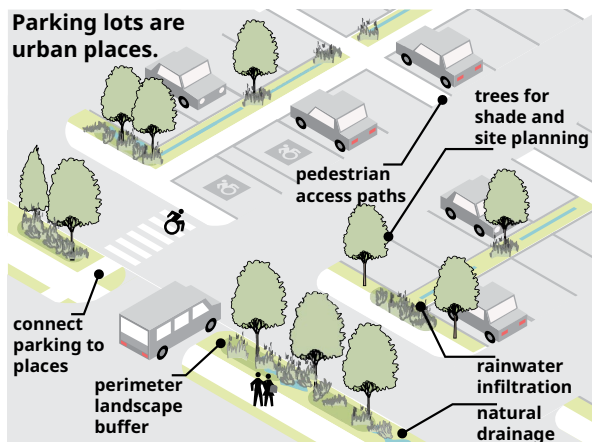 Parking lots are
urban places.
trees for
shade and
site planning
pedestrian
access paths
connect
parking to
places
perimeter
landscape
buffer
rainwater
infiltration
natural
drainage